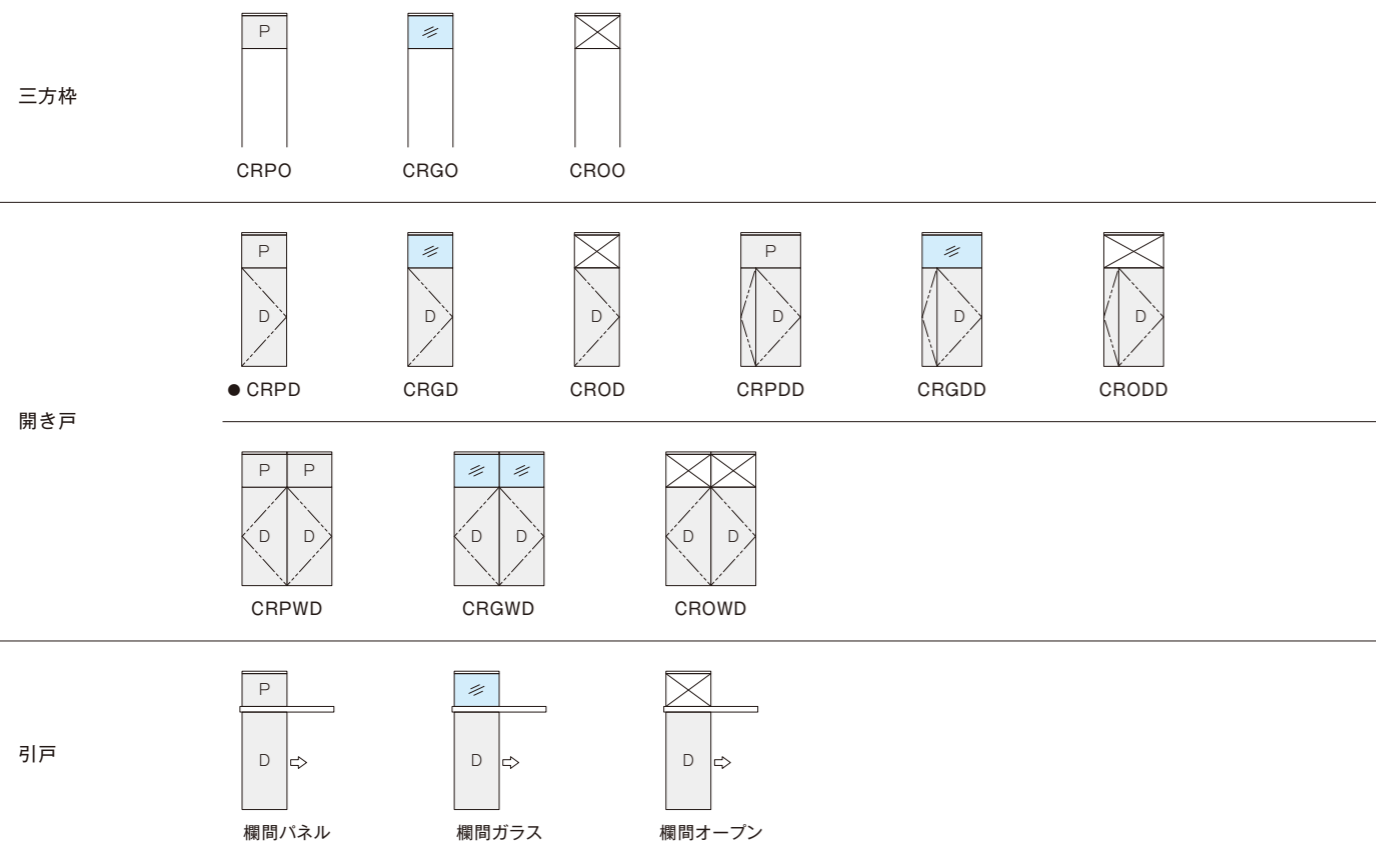 三方枠
P
CRPO CRGO CROO
開き戸
P P
D D D D D D
● CRPD CRGD CROD CRPDD CRGDD CRODD
P P
D D D D D D
CRPWD CRGWD CROWD
引戸
P
D D D
欄間パネル 欄間ガラス 欄間オープン